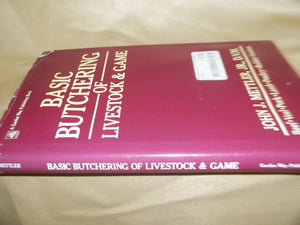 BASIC
BUTCHERING
OF
LIVESTOCK & GAME
JOHN J. METTLER, JR., D.V.M.
METTLER
BASIC BUTCHERING OF LIVESTOCK & GAME